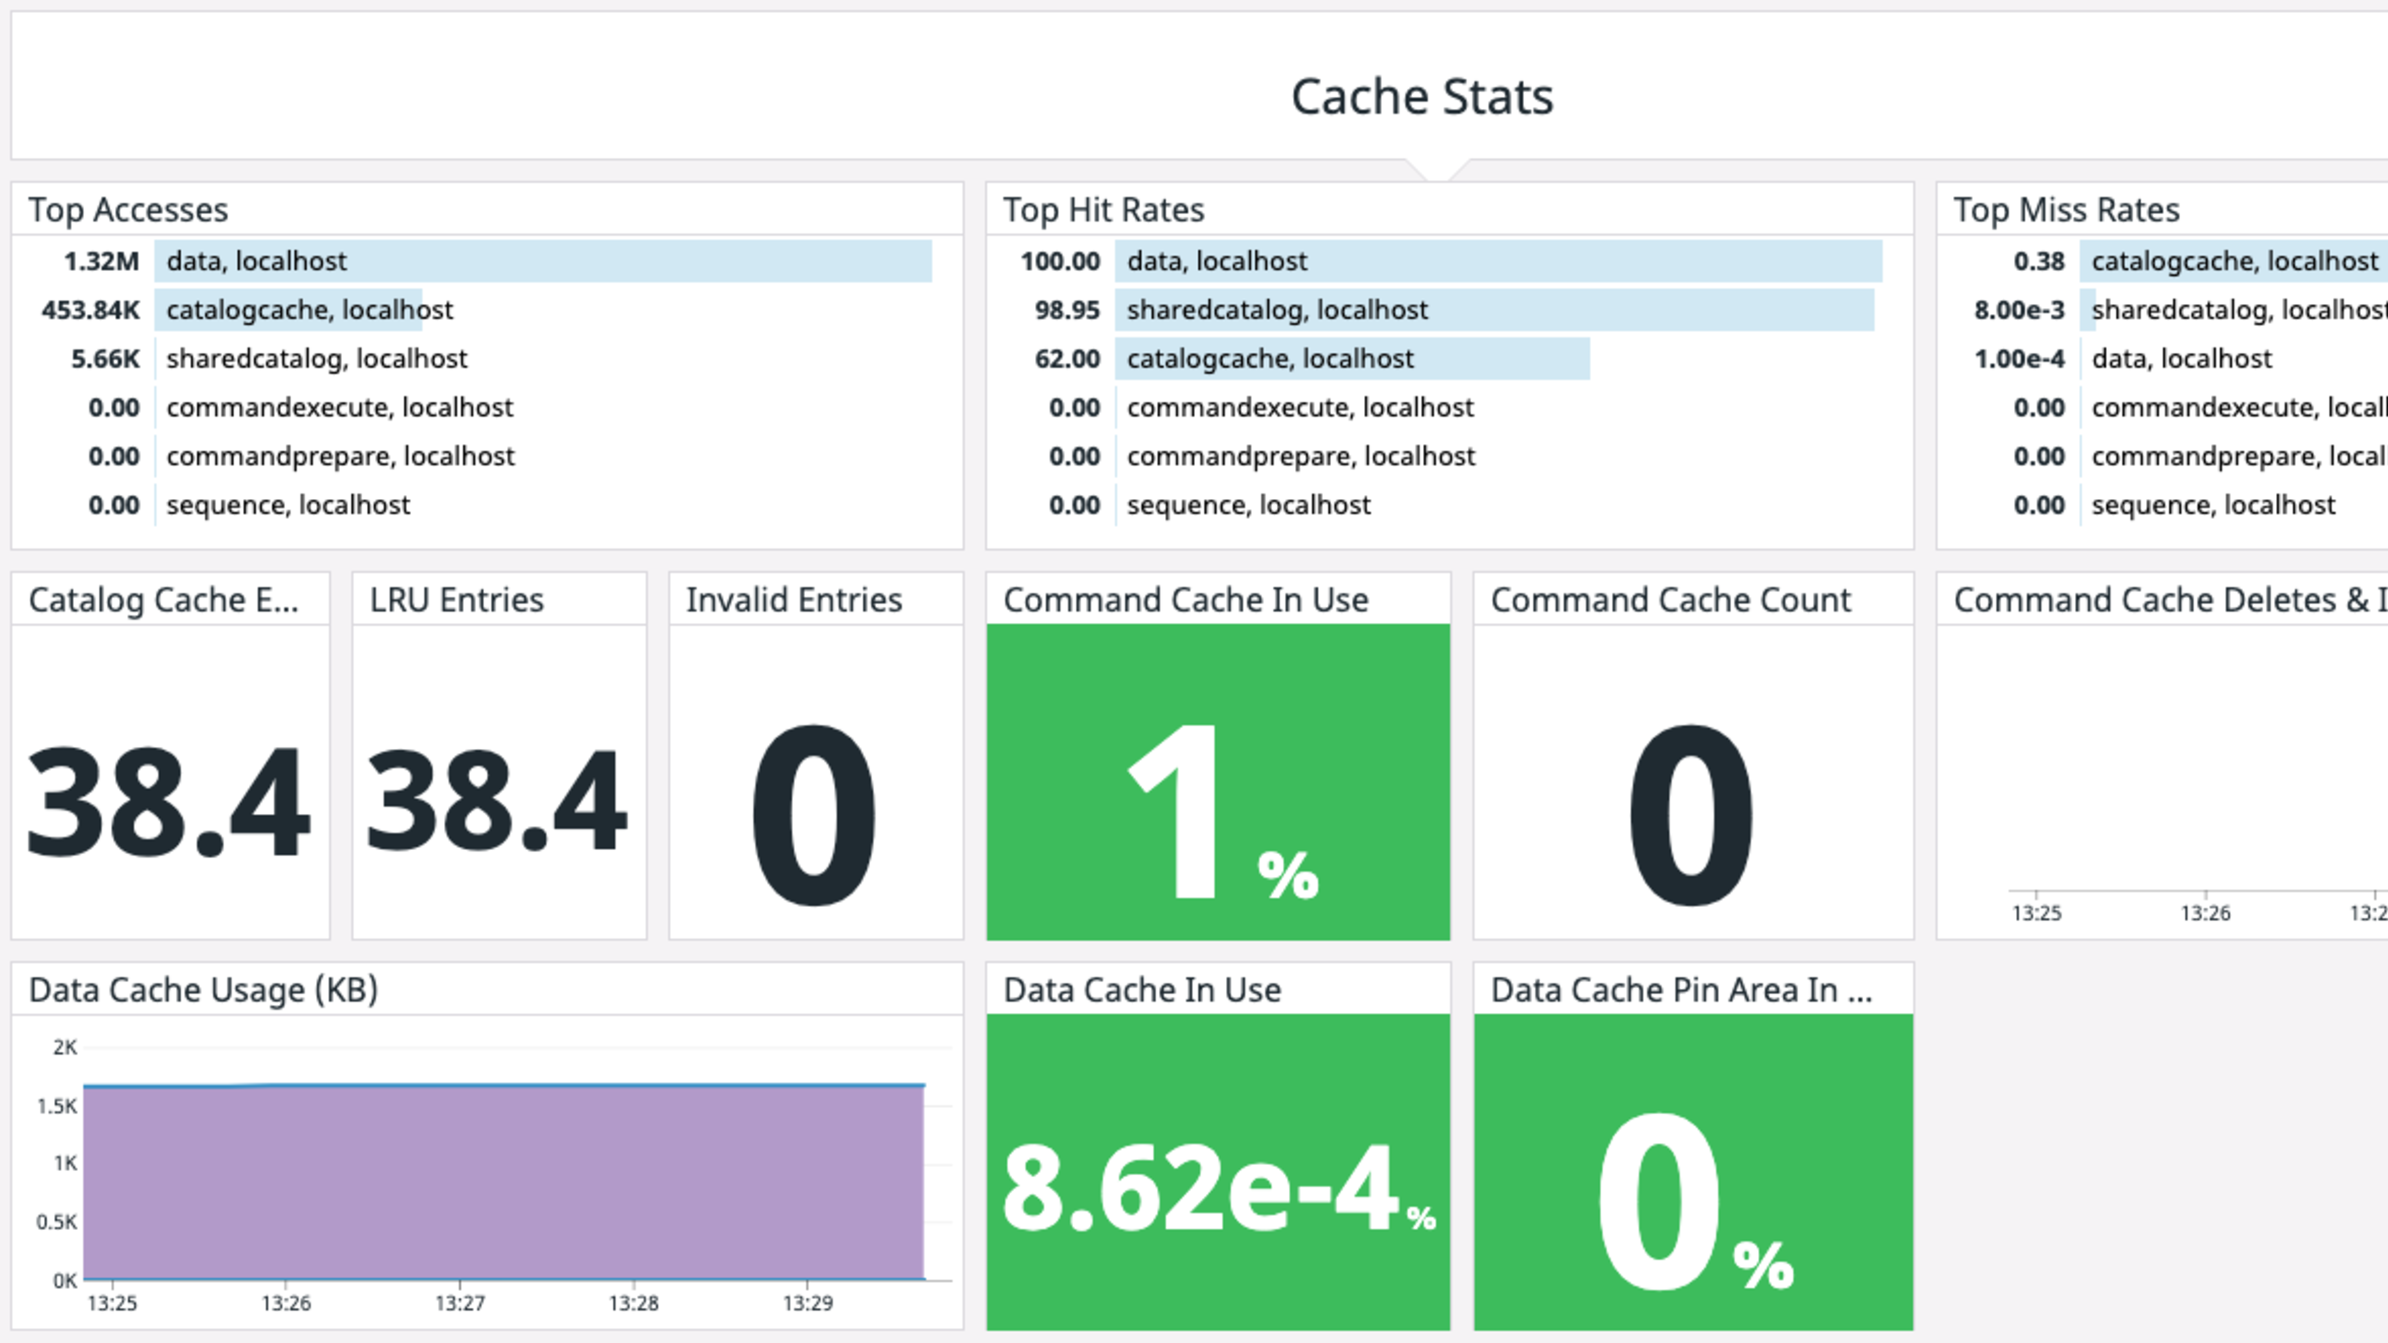 Cache Stats
Top Accesses
1.32M data, localhost
453.84K catalogcache, localhost
5.66K sharedcatalog, localhost
0.00 commandexecute, localhost
0.00 commandprepare, localhost
0.00 sequence, localhost
Top Hit Rates
100.00 data, localhost
98.95 sharedcatalog, localhost
62.00 catalogcache, localhost
0.00 commandexecute, localhost
0.00 commandprepare, localhost
0.00 sequence, localhost
Top Miss Rates
0.38 catalogcache, localhost
8.00e-3 sharedcatalog, localhost
1.00e-4 data, localhost
0.00 commandexecute, locall
0.00 commandprepare, local
0.00 sequence, localhost
Catalog Cache E...
38.4
LRU Entries
38.4
Invalid Entries
0
Command Cache In Use
1 %
Command Cache Count
0
Command Cache Deletes & I
13:25 13:26 13:2
Data Cache Usage (KB)
2K
1.5K
1K
0.5K
0K
13:25 13:26 13:27 13:28 13:29
Data Cache In Use
8.62e-4 %
Data Cache Pin Area In ...
0 %